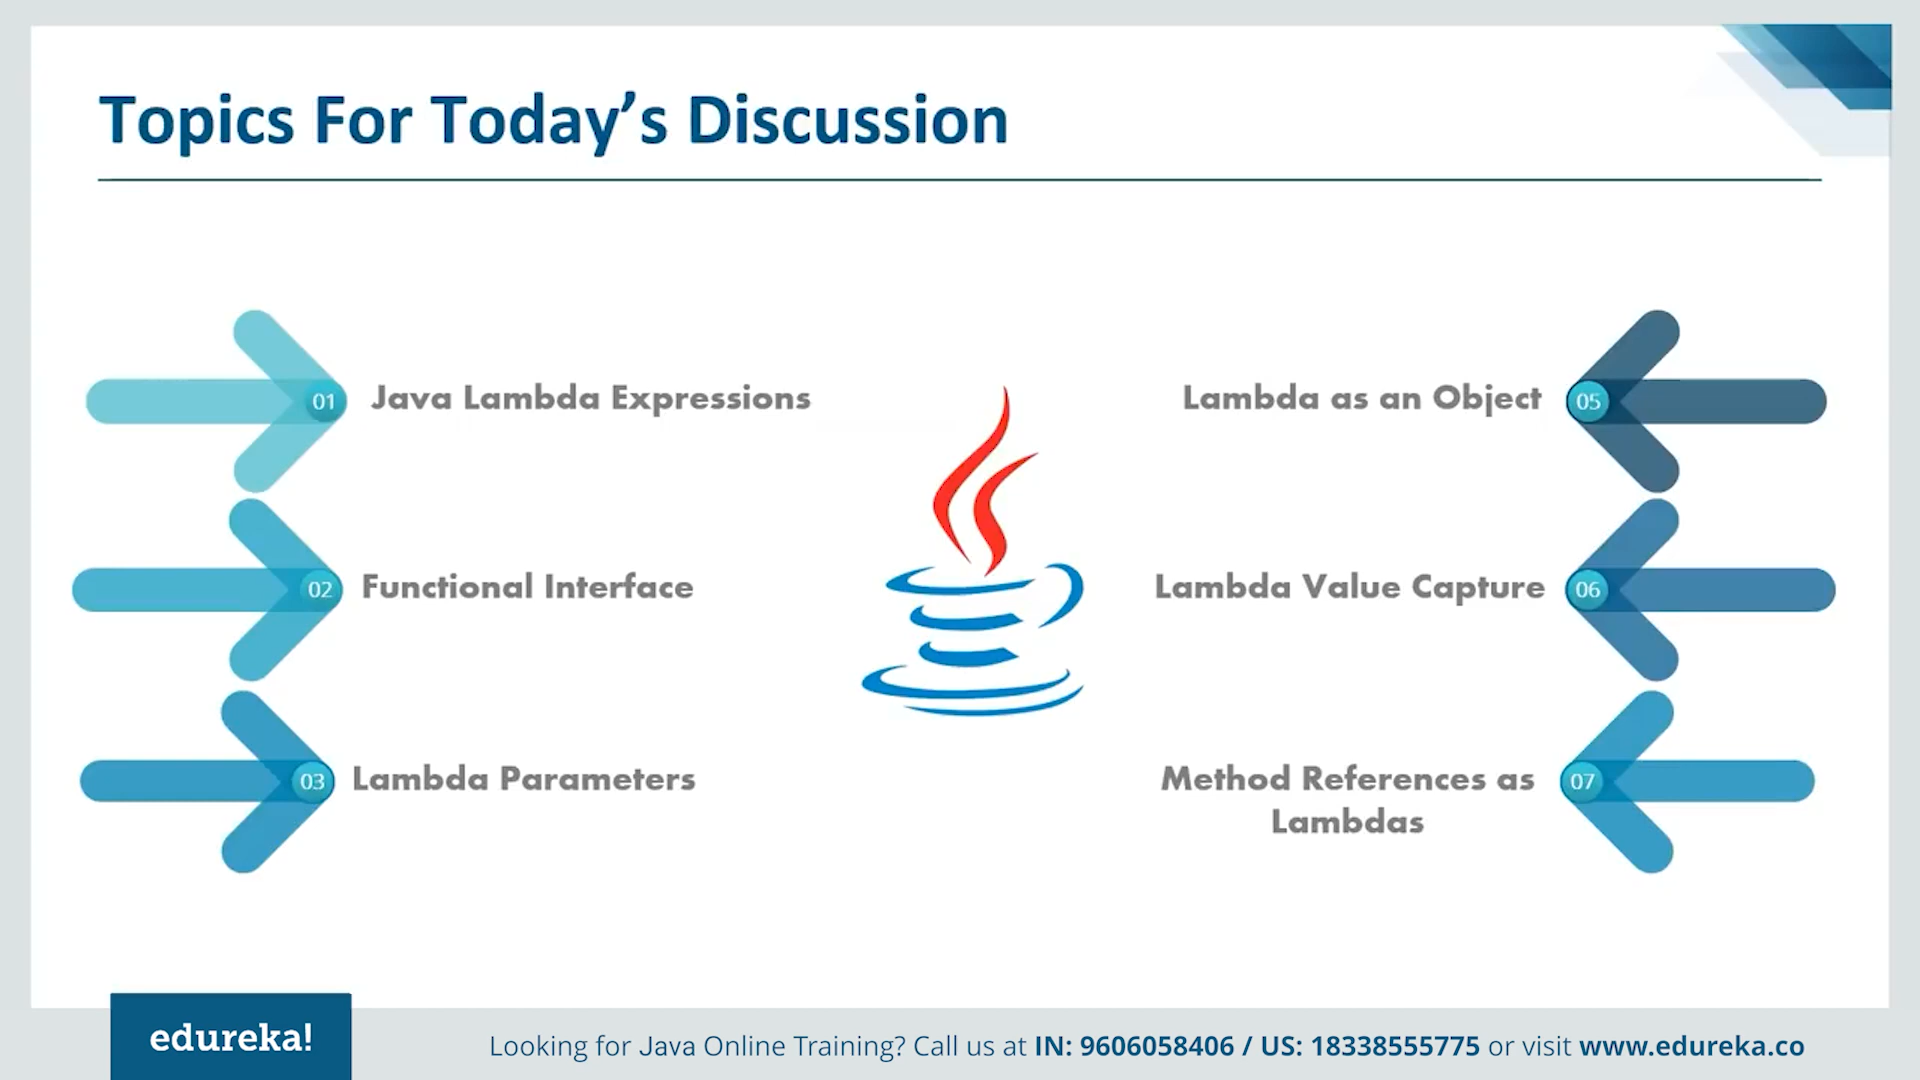 Topics For Today’s Discussion
01 Java Lambda Expressions
02 Functional Interface
03 Lambda Parameters
Lambda as an Object 05
Lambda Value Capture 06
Method References as 07
Lambdas
edureka!
Looking for Java Online Training? Call us at IN: 9606058406 / US: 18338555775 or visit www.edureka.co